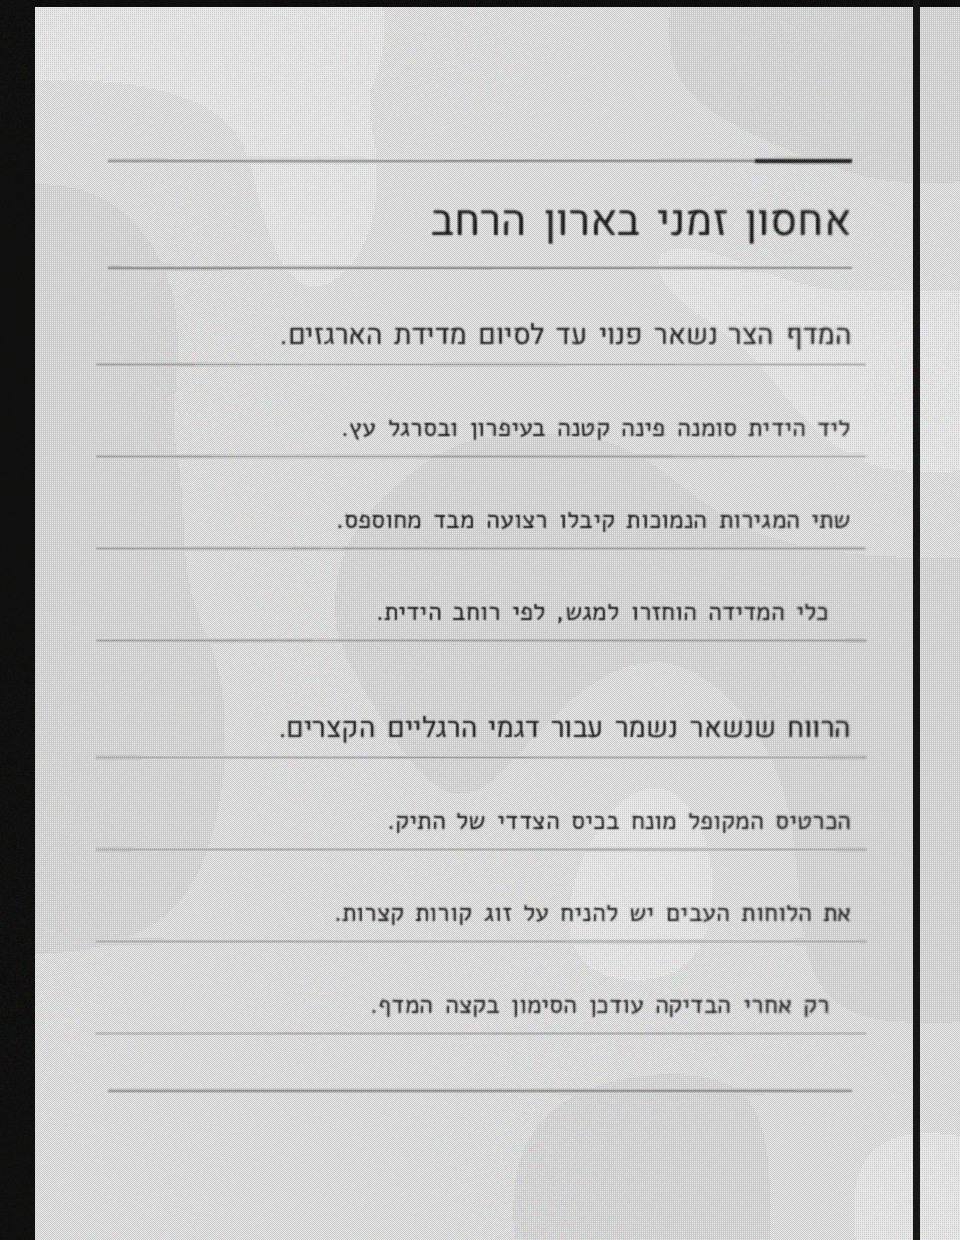 אחסון זמני בארון הרחב
המדף הצר נשאר פנוי עד לסיום מדידת הארגזים.
ליד הידית סומנה פינה קטנה בעיפרון ובסרגל עץ.
שתי המגירות הנמוכות קיבלו רצועה מבד מחוספס.
כלי המדידה הוחזרו למגש, לפי רוחב הידית.
הרווח שנשאר נשמר עבור דגמי הרגליים הקצרים.
הכרטיס המקופל מונח בכיס הצדדי של התיק.
את הלוחות העבים יש להניח על זוג קורות קצרות.
רק אחרי הבדיקה עודכן הסימון בקצה המדף.